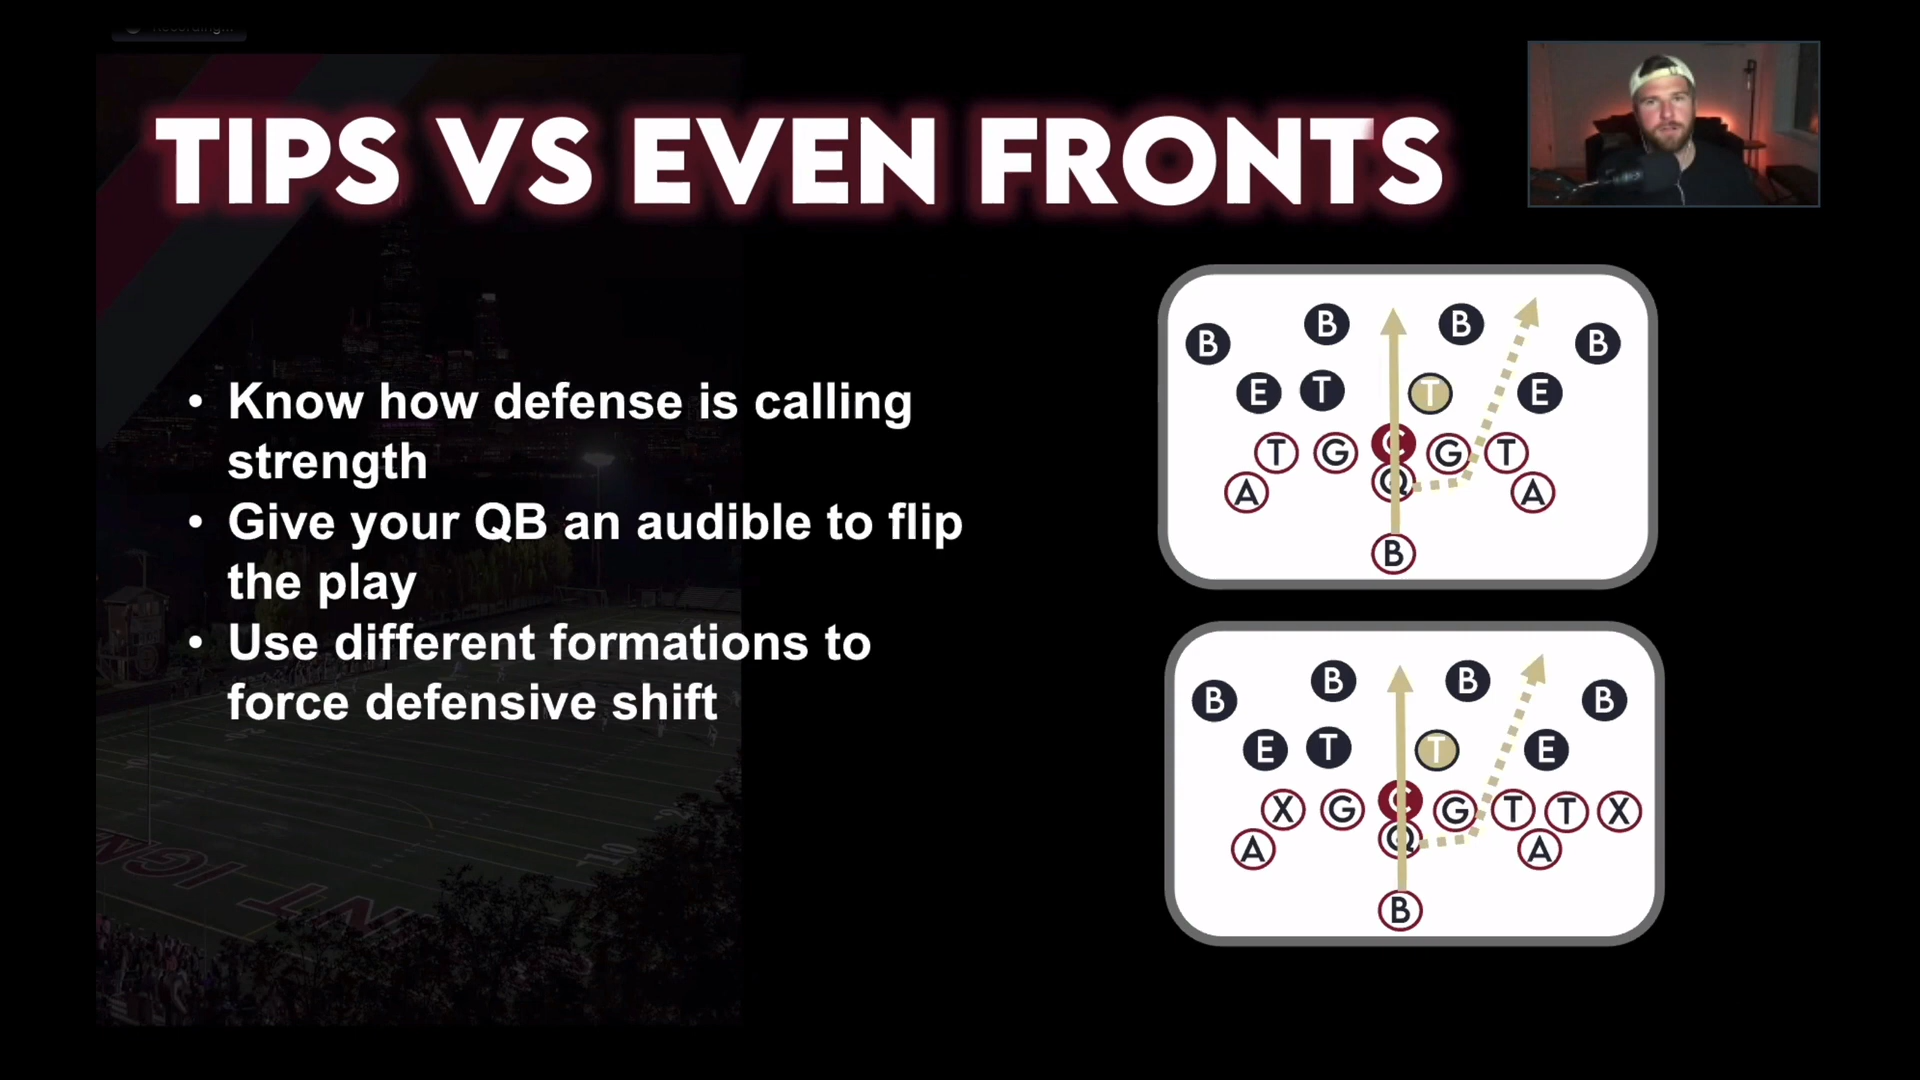 Recording...
TIPS VS EVEN FRONTS
• Know how defense is calling
strength
• Give your QB an audible to flip
the play
• Use different formations to
force defensive shift
B B B B
E T T E
T G C G T
A Q A
B
B B B B
E T T E
X G C G T T X
A Q A
B